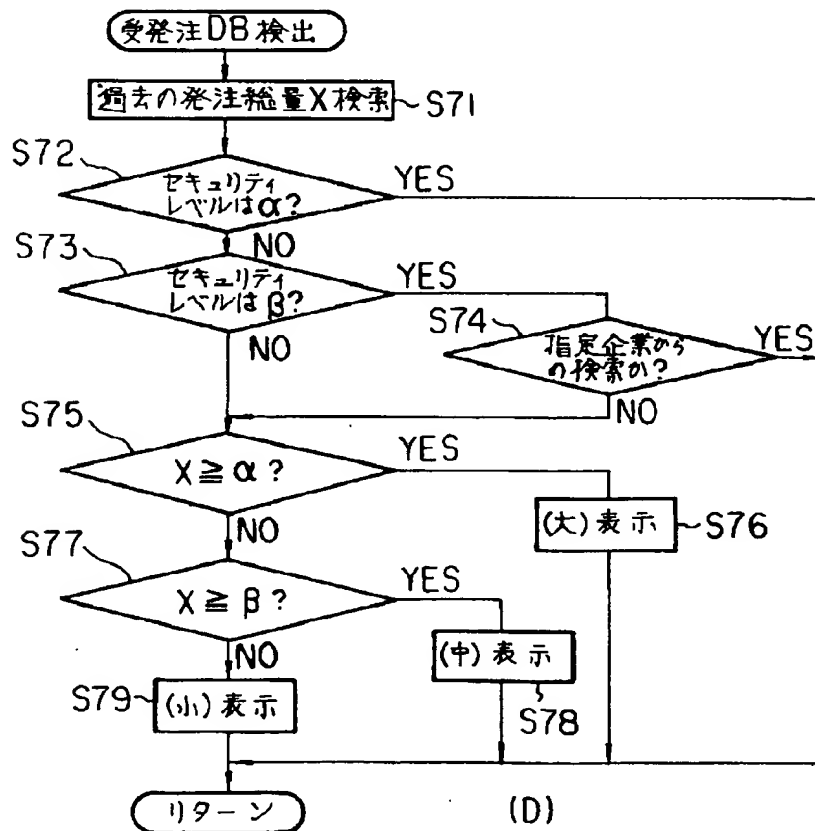 受発注DB検出
過去の発注総量X検索
S71
S72
セキュリティ
レベルはα?
YES
NO
S73
セキュリティ
レベルはβ?
YES
NO
S74
指定企業から
の検索か?
YES
NO
S75
X≧α?
YES
NO
(大)表示
S76
S77
X≧β?
YES
NO
(中)表示
S78
S79
(小)表示
リターン
(D)